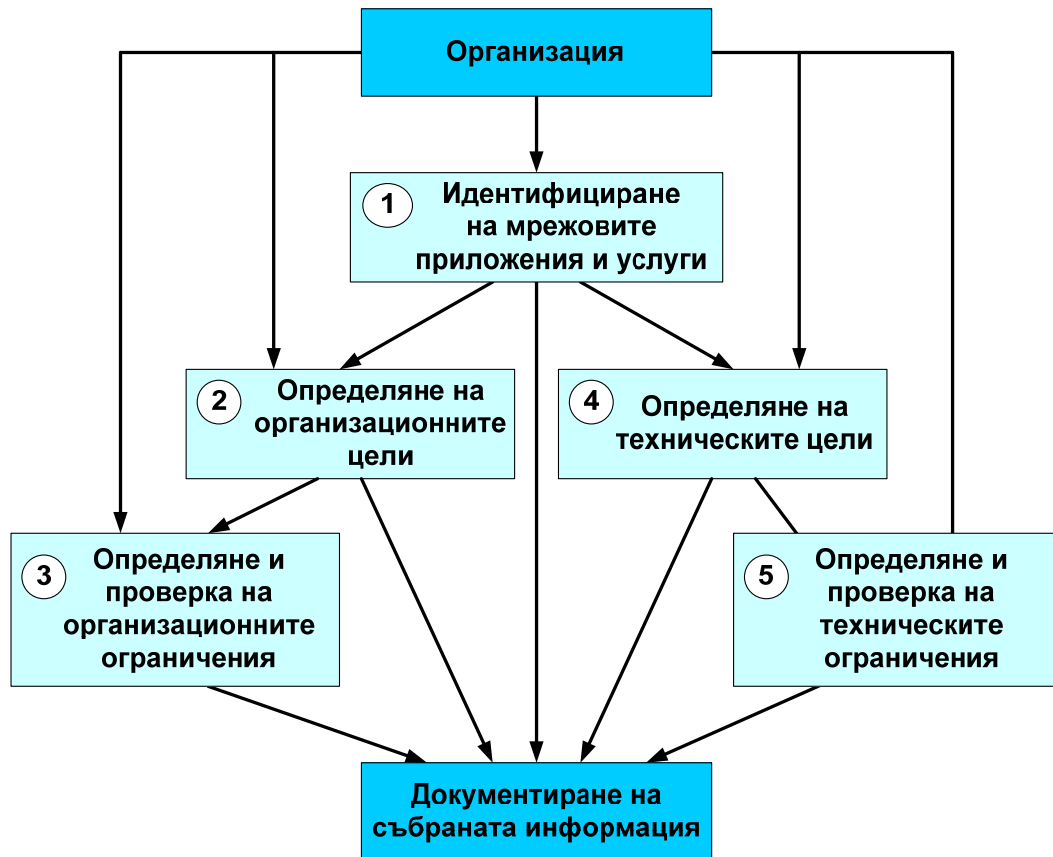 Организация
1
Идентифициране
на мрежовите
приложения и услуги
2
Определяне на
организационните
цели
4
Определяне на
техническите цели
3
Определяне и
проверка на
организационните
ограничения
5
Определяне и
проверка на
техническите
ограничения
Документиране на
събраната информация